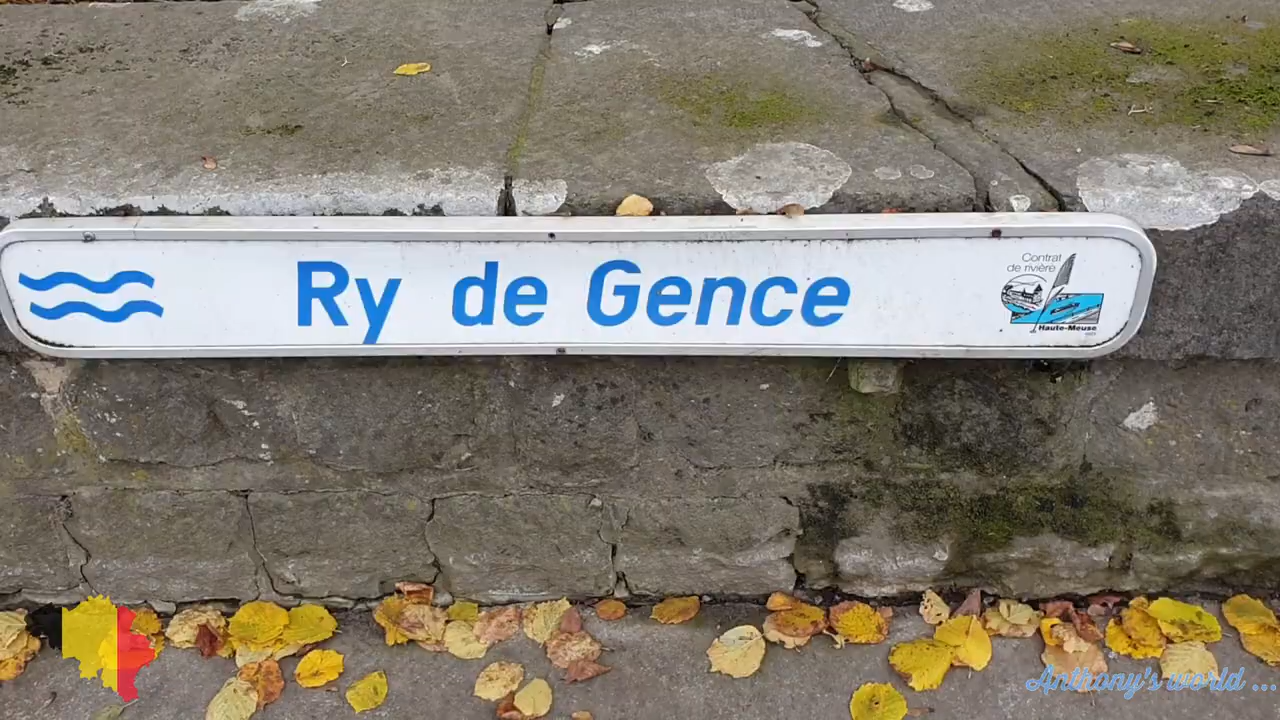 Ry de Gence
Contrat
de rivière
Haute-Meuse
Anthony's world ...